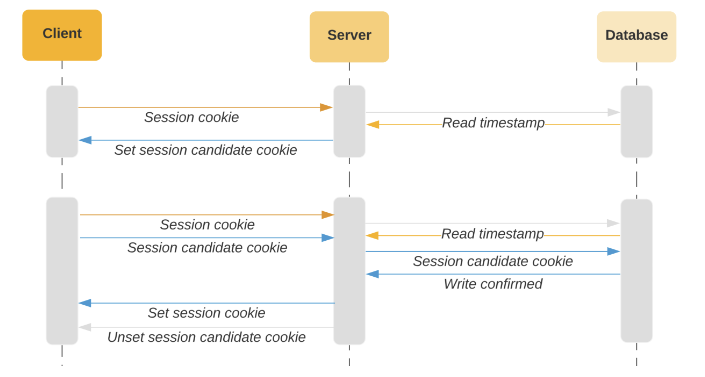 Client
Server
Database
Session cookie
Read timestamp
Set session candidate cookie
Session cookie
Read timestamp
Session candidate cookie
Session candidate cookie
Write confirmed
Set session cookie
Unset session candidate cookie